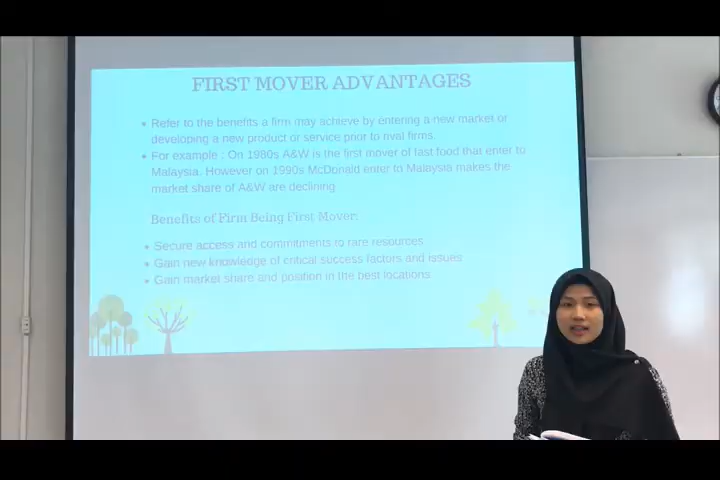 FIRST MOVER ADVANTAGES
• Refer to the benefits a firm may achieve by entering a new market or
developing a new product or service prior to rival firms.
• For example : On 1980s A&W is the first mover of fast food that enter to
Malaysia. However on 1990s McDonald enter to Malaysia makes the
market share of A&W are declining
Benefits of Firm Being First Mover:
• Secure access and commitments to rare resources
• Gain new knowledge of critical success factors and issues
• Gain market share and position in the best locations